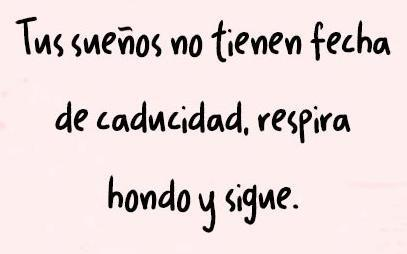 Tus sueños no tienen fecha
de caducidad, respira
hondo y sigue.